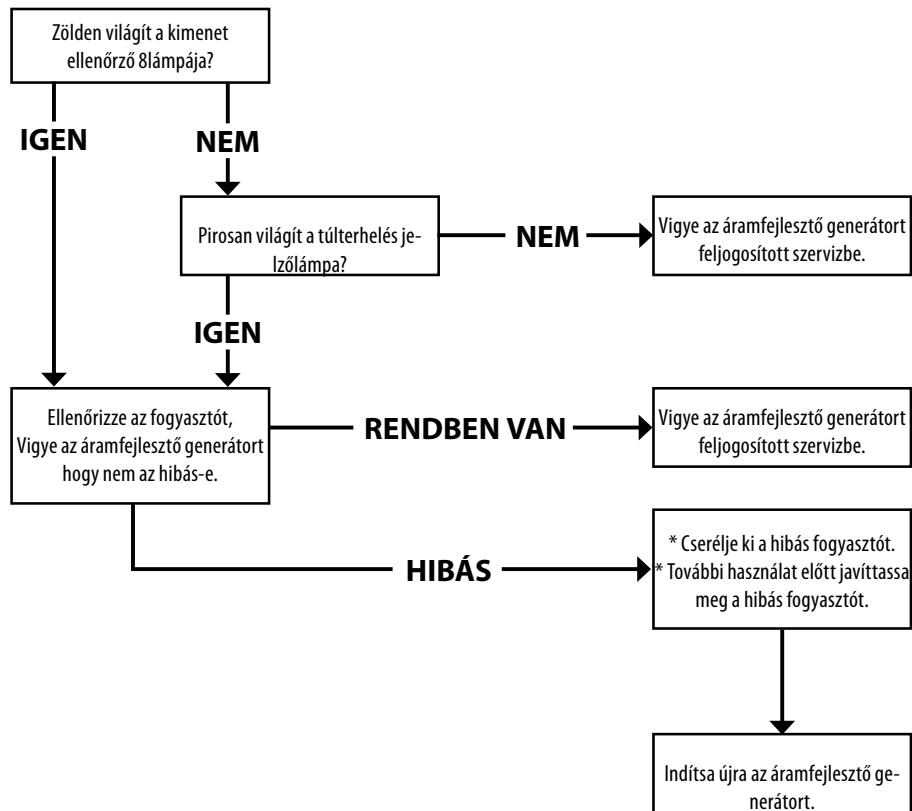 Zölden világít a kimenet
ellenőrző 8lámpája?
IGEN
NEM
Pirosan világít a túlterhelés je-
lzőlámpa?
NEM
Vigye az áramfejlesztő generátort
feljogosított szervizbe.
IGEN
Ellenőrizze az fogyasztót,
Vigye az áramfejlesztő generátort
hogy nem az hibás-e.
RENDBEN VAN
Vigye az áramfejlesztő generátort
feljogosított szervizbe.
HIBÁS
* Cserélje ki a hibás fogyasztót.
* További használat előtt javíttassa
meg a hibás fogyasztót.
Indítsa újra az áramfejlesztő ge-
nerátort.